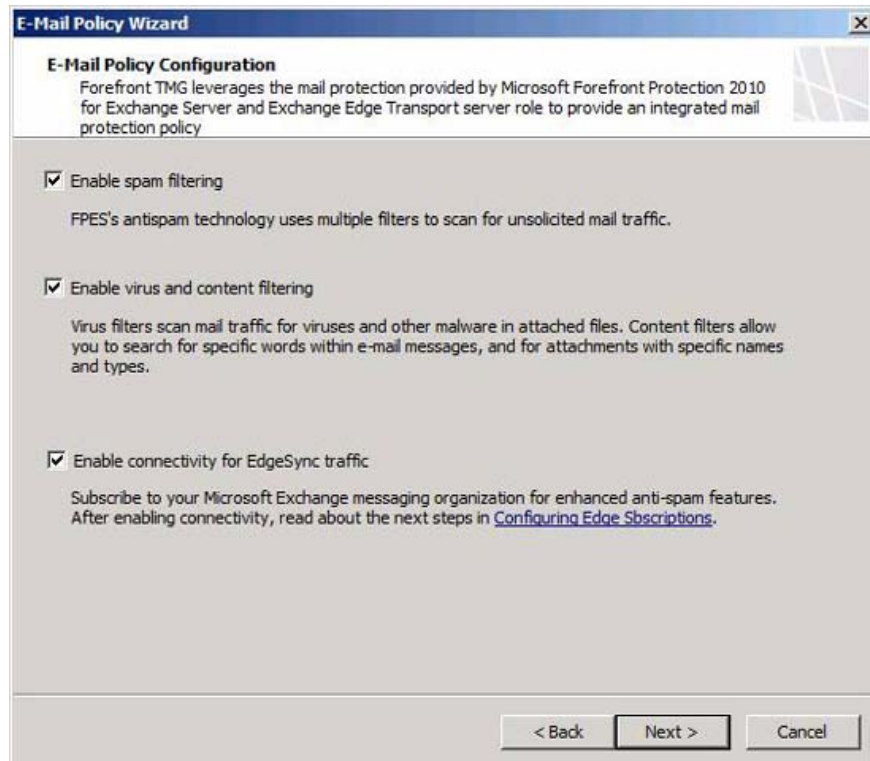 E-Mail Policy Wizard
E-Mail Policy Configuration
Forefront TMG leverages the mail protection provided by Microsoft Forefront Protection 2010
for Exchange Server and Exchange Edge Transport server role to provide an integrated mail
protection policy
Enable spam filtering
FPES's antispam technology uses multiple filters to scan for unsolicited mail traffic.
Enable virus and content filtering
Virus filters scan mail traffic for viruses and other malware in attached files. Content filters allow
you to search for specific words within e-mail messages, and for attachments with specific names
and types.
Enable connectivity for EdgeSync traffic
Subscribe to your Microsoft Exchange messaging organization for enhanced anti-spam features.
After enabling connectivity, read about the next steps in Configuring Edge Sbscriptions.
< Back Next > Cancel